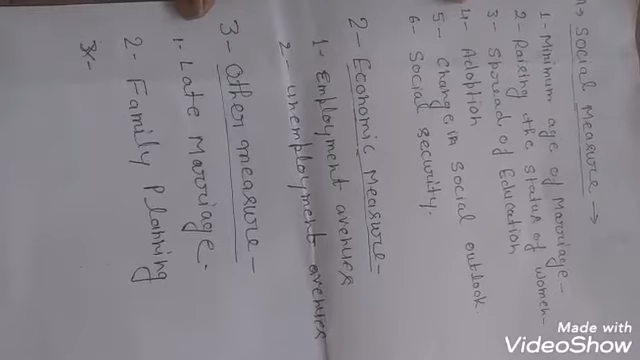 1) Social Measure →
1- Minimum age of Marriage-
2- Raising the status of women-
3- Spread of Education
4- Adoption
5- Change in Social outlook.
6- Social Security.
2- Economic Measure-
1- Employment avenues
2- unemployment avenues
3- Other measure-
1- Late Marriage.
2- Family Planning
3-
Made with
VideoShow